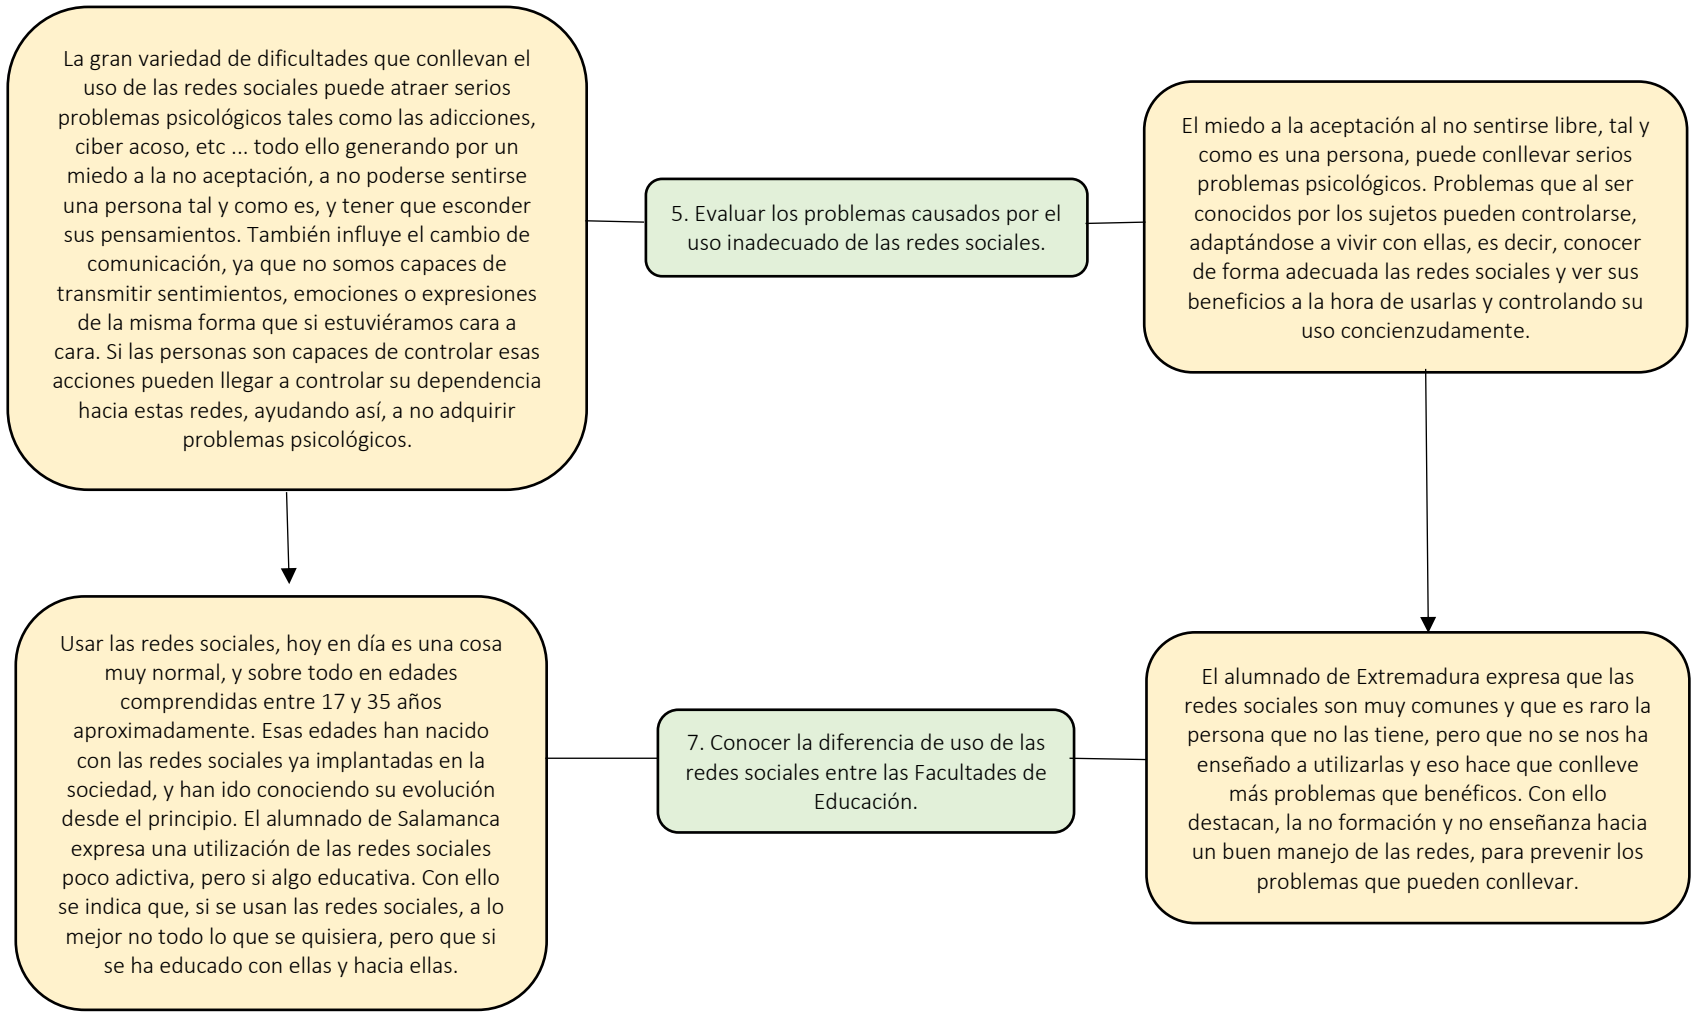 La gran variedad de dificultades que conllevan el
uso de las redes sociales puede atraer serios
problemas psicológicos tales como las adicciones,
ciber acoso, etc ... todo ello generando por un
miedo a la no aceptación, a no poderse sentirse
una persona tal y como es, y tener que esconder
sus pensamientos. También influye el cambio de
comunicación, ya que no somos capaces de
transmitir sentimientos, emociones o expresiones
de la misma forma que si estuviéramos cara a
cara. Si las personas son capaces de controlar esas
acciones pueden llegar a controlar su dependencia
hacia estas redes, ayudando así, a no adquirir
problemas psicológicos.
5. Evaluar los problemas causados por el
uso inadecuado de las redes sociales.
El miedo a la aceptación al no sentirse libre, tal y
como es una persona, puede conllevar serios
problemas psicológicos. Problemas que al ser
conocidos por los sujetos pueden controlarse,
adaptándose a vivir con ellas, es decir, conocer
de forma adecuada las redes sociales y ver sus
beneficios a la hora de usarlas y controlando su
uso concienzudamente.
Usar las redes sociales, hoy en día es una cosa
muy normal, y sobre todo en edades
comprendidas entre 17 y 35 años
aproximadamente. Esas edades han nacido
con las redes sociales ya implantadas en la
sociedad, y han ido conociendo su evolución
desde el principio. El alumnado de Salamanca
expresa una utilización de las redes sociales
poco adictiva, pero si algo educativa. Con ello
se indica que, si se usan las redes sociales, a lo
mejor no todo lo que se quisiera, pero que si
se ha educado con ellas y hacia ellas.
7. Conocer la diferencia de uso de las
redes sociales entre las Facultades de
Educación.
El alumnado de Extremadura expresa que las
redes sociales son muy comunes y que es raro la
persona que no las tiene, pero que no se nos ha
enseñado a utilizarlas y eso hace que conlleve
más problemas que benéficos. Con ello
destacan, la no formación y no enseñanza hacia
un buen manejo de las redes, para prevenir los
problemas que pueden conllevar.